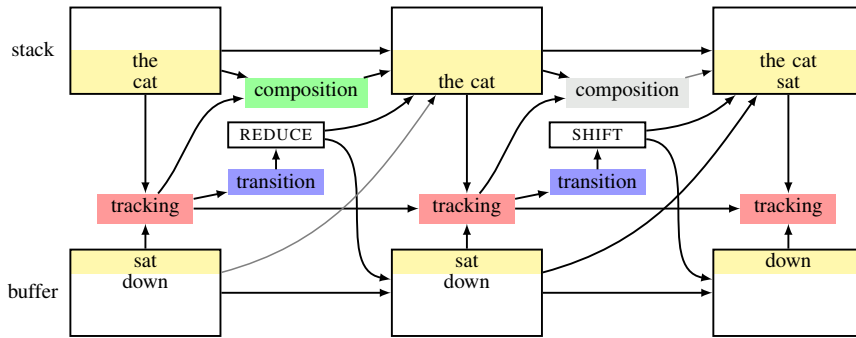 stack
the
cat
the cat
the cat
sat
composition
composition
REDUCE
SHIFT
transition
transition
tracking
tracking
tracking
buffer
sat
down
sat
down
down